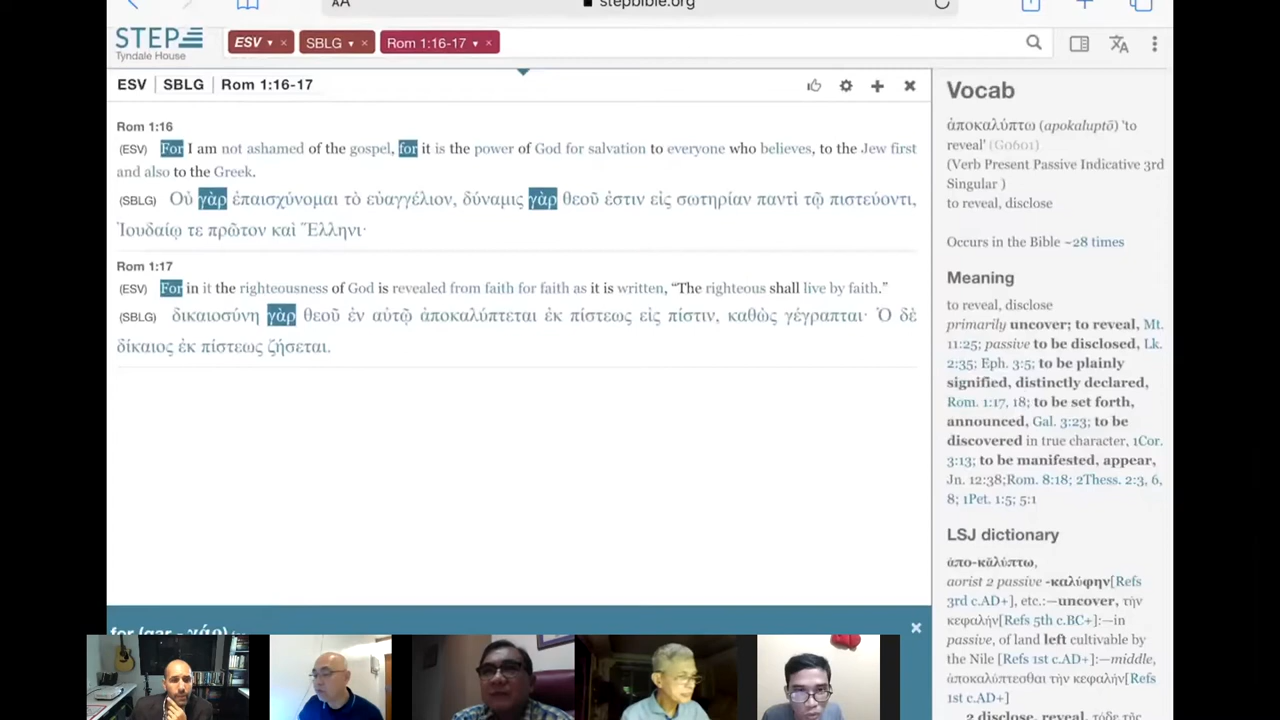 AA
stepbible.org
STEP
Tyndale House
ESV ▾ ×
SBLG ▾ ×
Rom 1:16-17 ▾ ×
ESV | SBLG | Rom 1:16-17
Rom 1:16
(ESV) For I am not ashamed of the gospel, for it is the power of God for salvation to everyone who believes, to the Jew first
and also to the Greek.
(SBLG) Οὐ γὰρ ἐπαισχύνομαι τὸ εὐαγγέλιον, δύναμις γὰρ θεοῦ ἐστιν εἰς σωτηρίαν παντὶ τῷ πιστεύοντι,
Ἰουδαίῳ τε πρῶτον καὶ Ἕλληνι·
Rom 1:17
(ESV) For in it the righteousness of God is revealed from faith for faith as it is written, “The righteous shall live by faith.”
(SBLG) δικαιοσύνη γὰρ θεοῦ ἐν αὐτῷ ἀποκαλύπτεται ἐκ πίστεως εἰς πίστιν, καθὼς γέγραπται· Ὁ δὲ
δίκαιος ἐκ πίστεως ζήσεται.
for (gar - γάρ)
Vocab
ἀποκαλύπτω (apokaluptō) 'to
reveal' (G0601)
(Verb Present Passive Indicative 3rd
Singular )
to reveal, disclose
Occurs in the Bible ~28 times
Meaning
to reveal, disclose
primarily uncover; to reveal, Mt.
11:25; passive to be disclosed, Lk.
2:35; Eph. 3:5; to be plainly
signified, distinctly declared,
Rom. 1:17, 18; to be set forth,
announced, Gal. 3:23; to be
discovered in true character, 1Cor.
3:13; to be manifested, appear,
Jn. 12:38;Rom. 8:18; 2Thess. 2:3, 6,
8; 1Pet. 1:5; 5:1
LSJ dictionary
ἀπο-κᾰλύπτω,
aorist 2 passive -καλύφην[Refs
3rd c.AD+], etc.:—uncover, τὴν
κεφαλήν[Refs 5th c.BC+]:—in
passive, of land left cultivable by
the Nile [Refs 1st c.AD+]:—middle,
ἀποκαλύπτεσθαι τὴν κεφαλήν[Refs
1st c.AD+]
2 disclose, reveal, τόδε τῆς